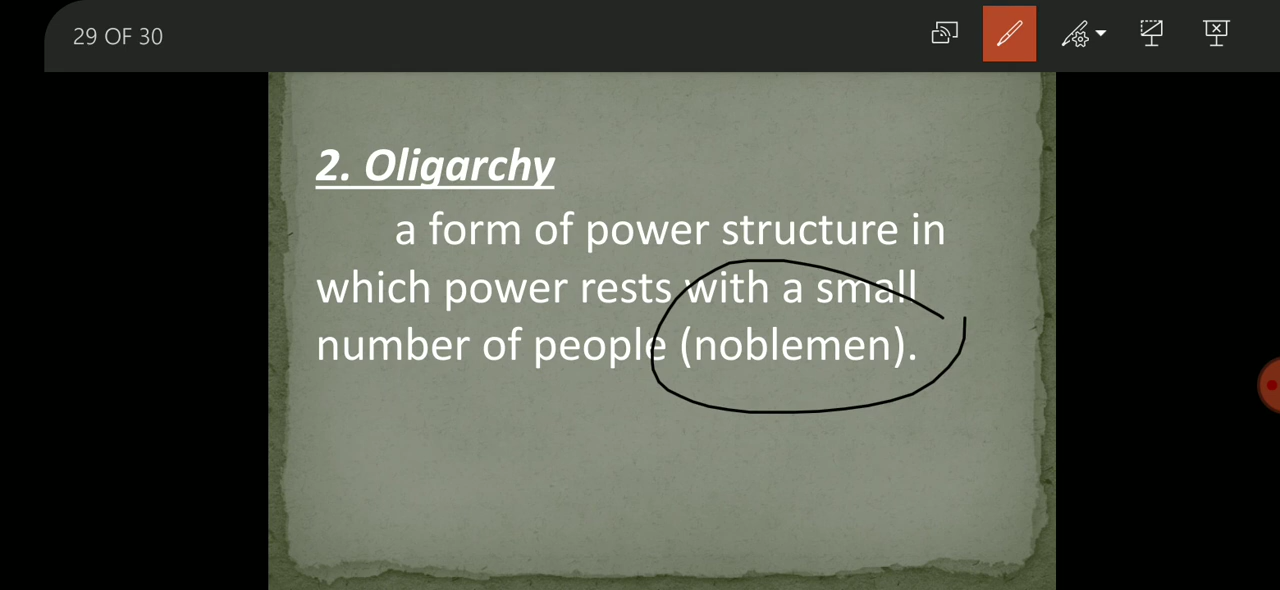 29 OF 30
2. Oligarchy
a form of power structure in
which power rests with a small
number of people (noblemen).